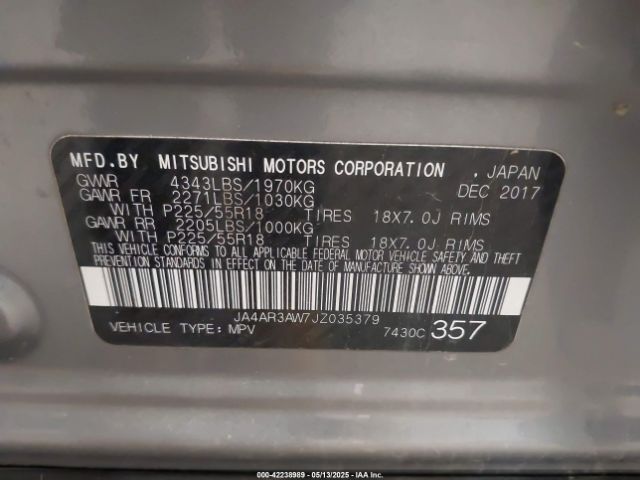 MFD.BY MITSUBISHI MOTORS CORPORATION , JAPAN
GVWR 4343LBS/1970KG DEC 2017
GAWR FR 2271LBS/1030KG
WITH P225/55R18 TIRES 18X7.0J RIMS
GAWR RR 2205LBS/1000KG
WITH P225/55R18 TIRES 18X7.0J RIMS
THIS VEHICLE CONFORMS TO ALL APPLICABLE FEDERAL MOTOR VEHICLE SAFETY AND THEFT
PREVENTION STANDARDS IN EFFECT ON THE DATE OF MANUFACTURE SHOWN ABOVE.
JA4AR3AW7JZ035379
VEHICLE TYPE: MPV 7430C 357
000-42238989 - 05/13/2025 - IAA Inc.